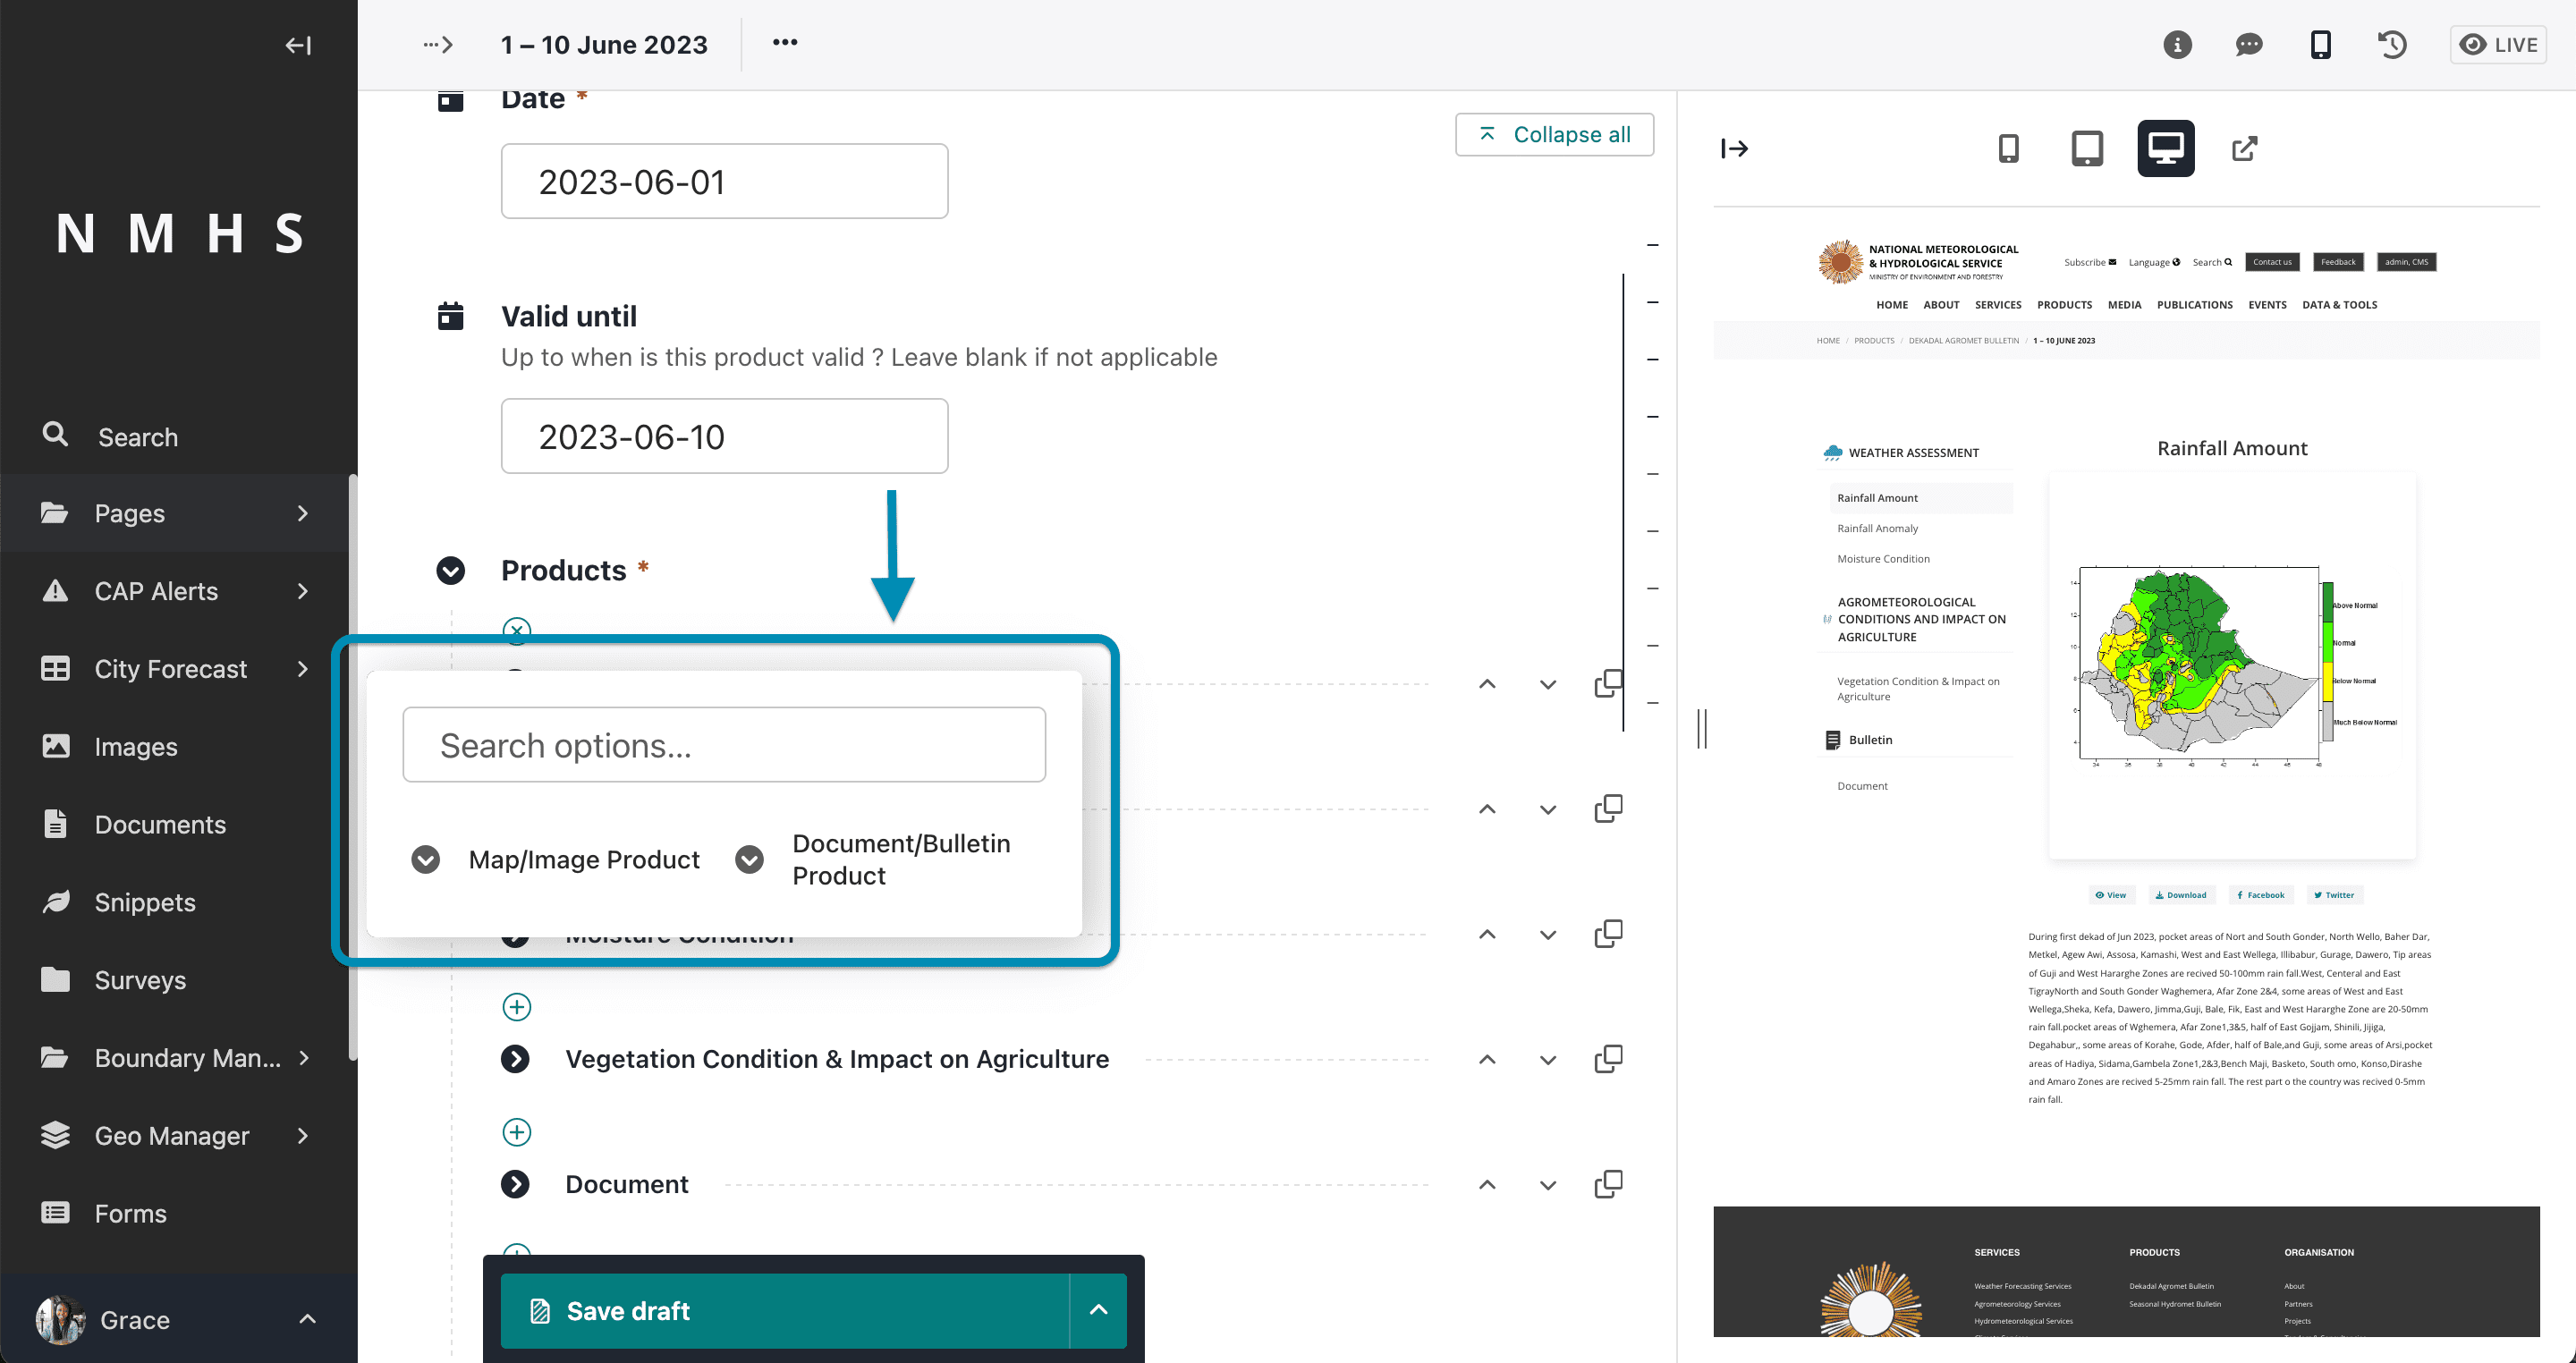 N M H S
Search
Pages
CAP Alerts
City Forecast
Images
Documents
Snippets
Surveys
Boundary Man...
Geo Manager
Forms
Grace
1 – 10 June 2023
LIVE
Date *
Collapse all
2023-06-01
Valid until
Up to when is this product valid ? Leave blank if not applicable
2023-06-10
Products *
Search options...
Map/Image Product
Document/Bulletin
Product
Moisture Condition
Vegetation Condition & Impact on Agriculture
Document
Save draft
NATIONAL METEOROLOGICAL
& HYDROLOGICAL SERVICE
MINISTRY OF ENVIRONMENT AND FORESTRY
Subscribe Language Search Contact us Feedback admin, CMS
HOME ABOUT SERVICES PRODUCTS MEDIA PUBLICATIONS EVENTS DATA & TOOLS
HOME / PRODUCTS / DEKADAL AGROMET BULLETIN / 1 – 10 JUNE 2023
WEATHER ASSESSMENT
Rainfall Amount
Rainfall Anomaly
Moisture Condition
AGROMETEOROLOGICAL
CONDITIONS AND IMPACT ON
AGRICULTURE
Vegetation Condition & Impact on
Agriculture
Bulletin
Document
Rainfall Amount
14
12
10
8
6
4
34 36 38 40 42 44 46 48
Above Normal
Normal
Below Normal
Much Below Normal
View Download Facebook Twitter
During first dekad of Jun 2023, pocket areas of Nort and South Gonder, North Wello, Baher Dar,
Metkel, Agew Awi, Assosa, Kamashi, West and East Wellega, Illibabur, Gurage, Dawero, Tip areas
of Guji and West Hararghe Zones are recived 50-100mm rain fall.West, Centeral and East
TigrayNorth and South Gonder Waghemera, Afar Zone 2&4, some areas of West and East
Wellega,Sheka, Kefa, Dawero, Jimma,Guji, Bale, Fik, East and West Hararghe Zone are 20-50mm
rain fall.pocket areas of Wghemera, Afar Zone1,3&5, half of East Gojjam, Shinili, Jijiga,
Degahabur,, some areas of Korahe, Gode, Afder, half of Bale,and Guji, some areas of Arsi,pocket
areas of Hadiya, Sidama,Gambela Zone1,2&3,Bench Maji, Basketo, South omo, Konso,Dirashe
and Amaro Zones are recived 5-25mm rain fall. The rest part o the country was recived 0-5mm
rain fall.
SERVICES
Weather Forecasting Services
Agrometeorology Services
Hydrometeorological Services
PRODUCTS
Dekadal Agromet Bulletin
Seasonal Hydromet Bulletin
ORGANISATION
About
Partners
Projects